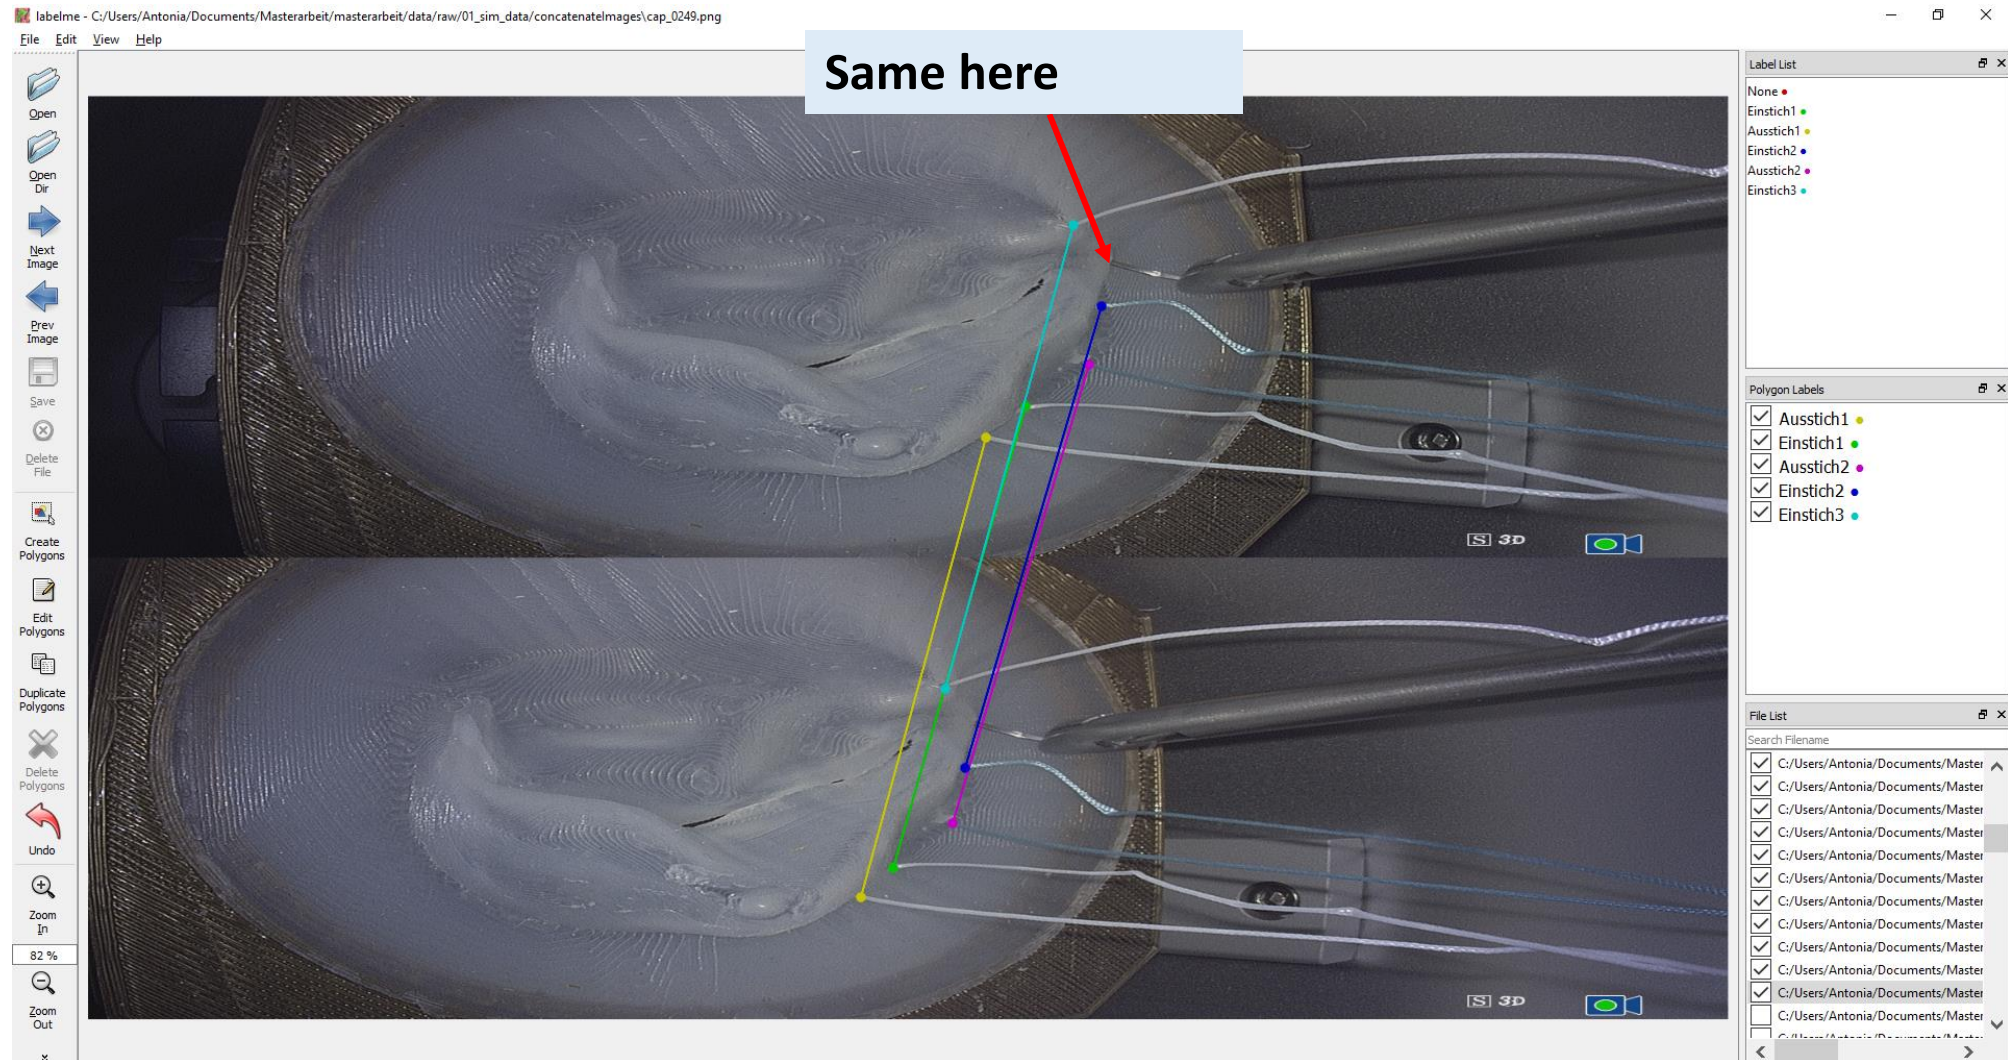 labelme - C:/Users/Antonia/Documents/Masterarbeit/masterarbeit/data/raw/01_sim_data/concatenateImages\cap_0249.png
File Edit View Help
Same here
Open
Open
Dir
Next
Image
Prev
Image
Save
Delete
File
Create
Polygons
Edit
Polygons
Duplicate
Polygons
Delete
Polygons
Undo
Zoom
In
82 %
Zoom
Out
S 3D
S 3D
Label List
None
Einstich1
Ausstich1
Einstich2
Ausstich2
Einstich3
Polygon Labels
Ausstich1
Einstich1
Ausstich2
Einstich2
Einstich3
File List
Search Filename
C:/Users/Antonia/Documents/Master
C:/Users/Antonia/Documents/Master
C:/Users/Antonia/Documents/Master
C:/Users/Antonia/Documents/Master
C:/Users/Antonia/Documents/Master
C:/Users/Antonia/Documents/Master
C:/Users/Antonia/Documents/Master
C:/Users/Antonia/Documents/Master
C:/Users/Antonia/Documents/Master
C:/Users/Antonia/Documents/Master
C:/Users/Antonia/Documents/Master
C:/Users/Antonia/Documents/Master